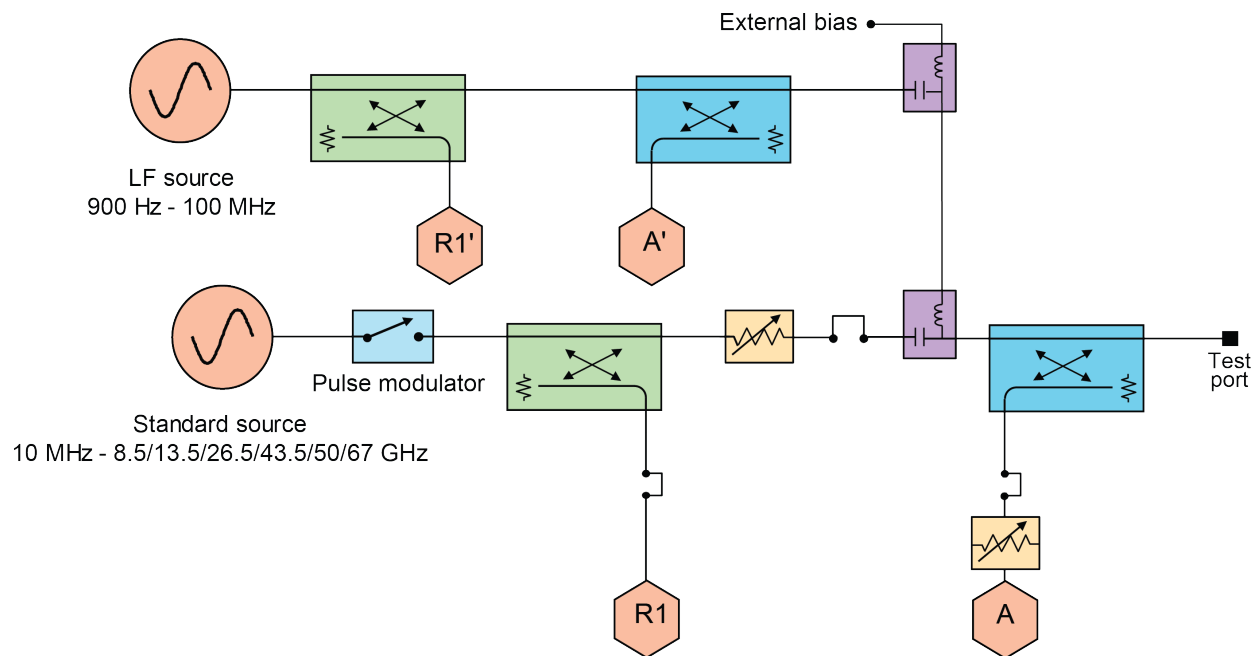 External bias
LF source
900 Hz - 100 MHz
R1'
A'
Pulse modulator
Test
port
Standard source
10 MHz - 8.5/13.5/26.5/43.5/50/67 GHz
R1
A